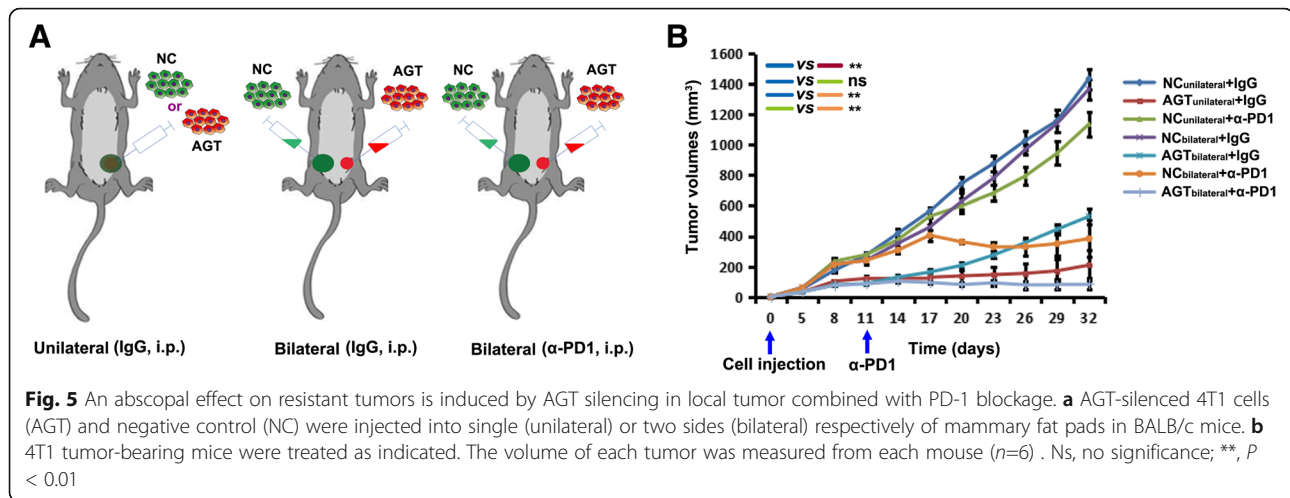 A
NC
or
AGT
NC
AGT
NC
AGT
Unilateral (IgG, i.p.)
Bilateral (IgG, i.p.)
Bilateral (α-PD1, i.p.)
B
Tumor volumes (mm³)
1600
1400
1200
1000
800
600
400
200
0
vs **
vs ns
vs **
vs **
0 5 8 11 14 17 20 23 26 29 32
Time (days)
Cell injection
α-PD1
NCunilateral+IgG
AGTunilateral+IgG
NCunilateral+α-PD1
NCbilateral+IgG
AGTbilateral+IgG
NCbilateral+α-PD1
AGTbilateral+α-PD1
Fig. 5 An abscopal effect on resistant tumors is induced by AGT silencing in local tumor combined with PD-1 blockage. a AGT-silenced 4T1 cells
(AGT) and negative control (NC) were injected into single (unilateral) or two sides (bilateral) respectively of mammary fat pads in BALB/c mice. b
4T1 tumor-bearing mice were treated as indicated. The volume of each tumor was measured from each mouse (n=6) . Ns, no significance; **, P
< 0.01